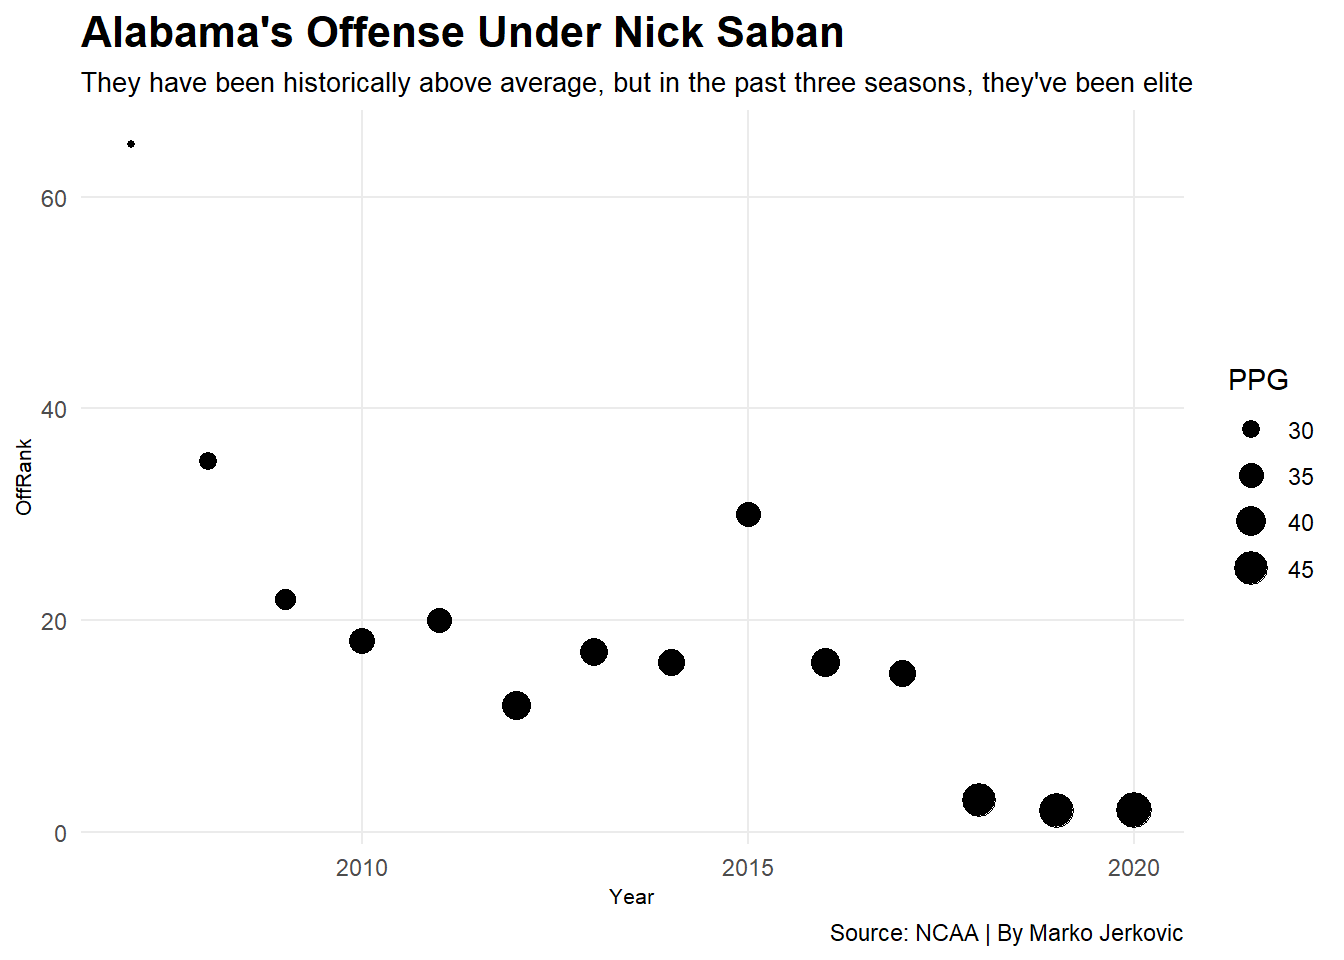 Alabama's Offense Under Nick Saban
They have been historically above average, but in the past three seasons, they've been elite
60
40
20
0
OffRank
2010
2015
2020
Year
PPG
30
35
40
45
Source: NCAA | By Marko Jerkovic